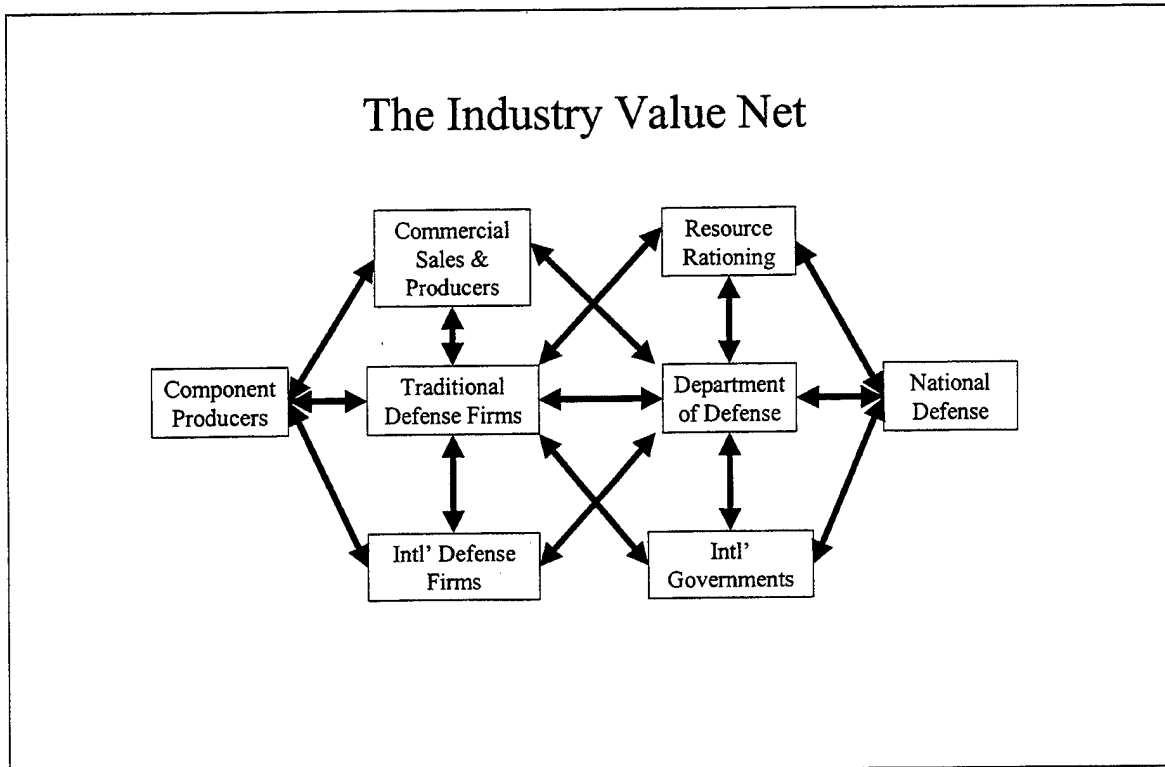 The Industry Value Net
Commercial
Sales &
Producers
Resource
Rationing
Component
Producers
Traditional
Defense Firms
Department
of Defense
National
Defense
Intl' Defense
Firms
Intl'
Governments